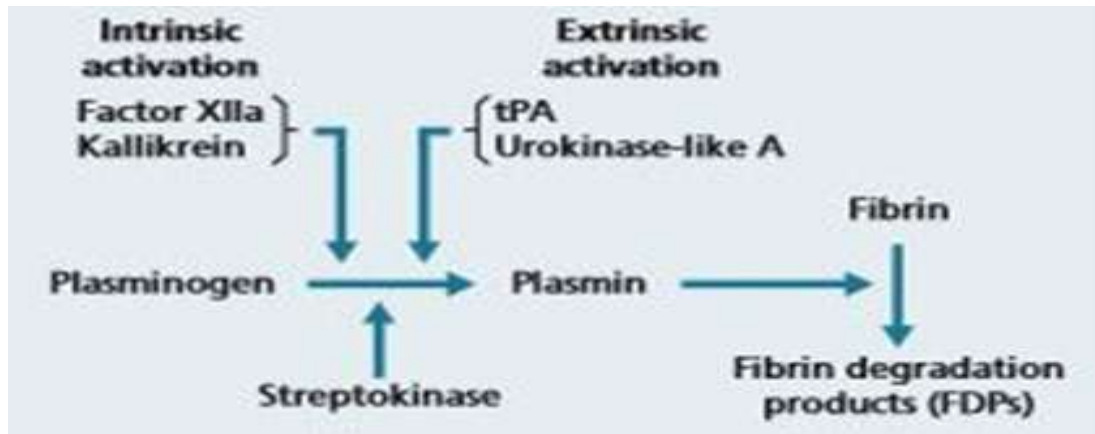 Intrinsic
activation
Factor XIIa
Kallikrein
Extrinsic
activation
tPA
Urokinase-like A
Fibrin
Plasminogen
Plasmin
Streptokinase
Fibrin degradation
products (FDPs)